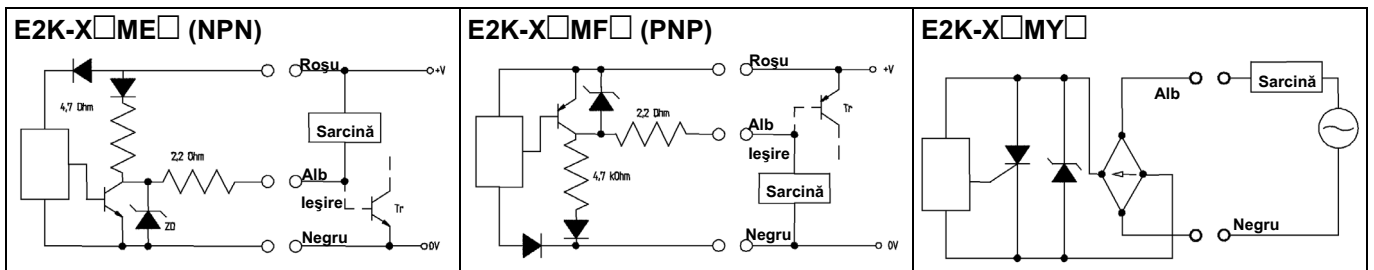 E2K-X□ME□ (NPN)
Roşu
+V
4,7 Ohm
Sarcină
2,2 Ohm
Alb
Ieşire
Tr
ZD
Negru
0V
E2K-X□MF□ (PNP)
Roşu
+V
Tr
2,2 Ohm
Alb
Ieşire
4,7 kOhm
Sarcină
Negru
0V
E2K-X□MY□
Alb
Sarcină
Negru